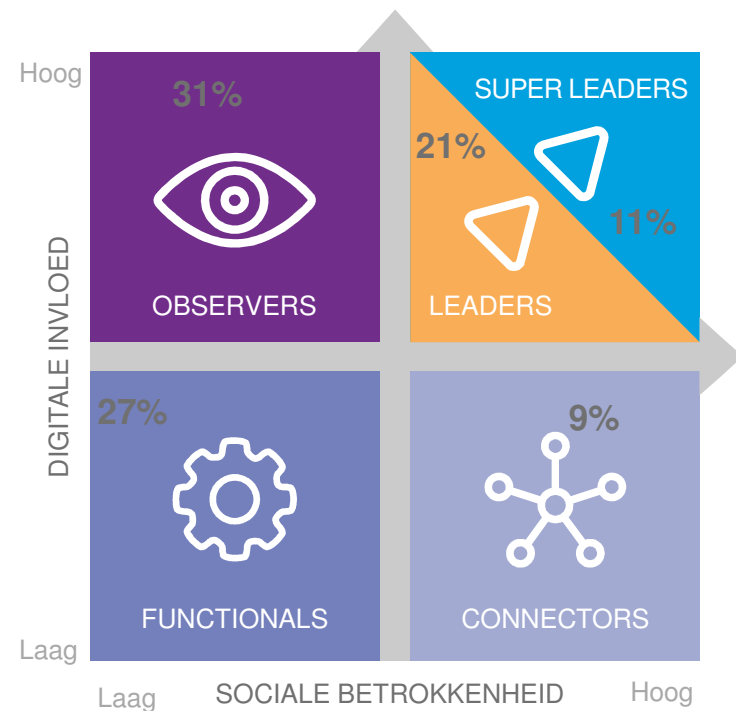 Hoog
31%
SUPER LEADERS
21%
11%
OBSERVERS
LEADERS
DIGITALE INVLOED
27%
9%
FUNCTIONALS
CONNECTORS
Laag
Laag
SOCIALE BETROKKENHEID
Hoog